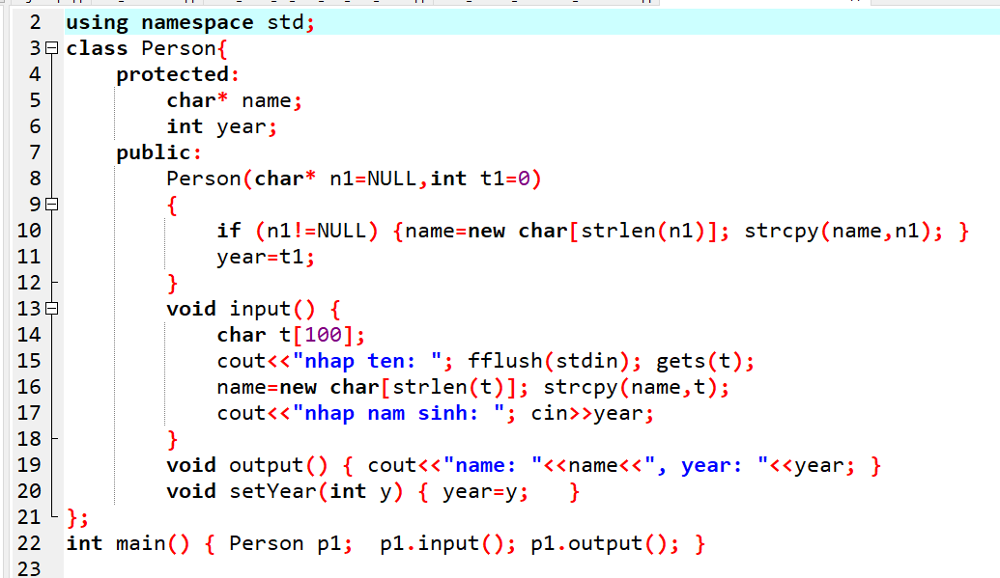 2 using namespace std;
3 class Person{
4 protected:
5 char* name;
6 int year;
7 public:
8 Person(char* n1=NULL,int t1=0)
9 {
10 if (n1!=NULL) {name=new char[strlen(n1)]; strcpy(name,n1); }
11 year=t1;
12 }
13 void input() {
14 char t[100];
15 cout<<"nhap ten: "; fflush(stdin); gets(t);
16 name=new char[strlen(t)]; strcpy(name,t);
17 cout<<"nhap nam sinh: "; cin>>year;
18 }
19 void output() { cout<<"name: "<<name<<", year: "<<year; }
20 void setYear(int y) { year=y; }
21 };
22 int main() { Person p1; p1.input(); p1.output(); }
23